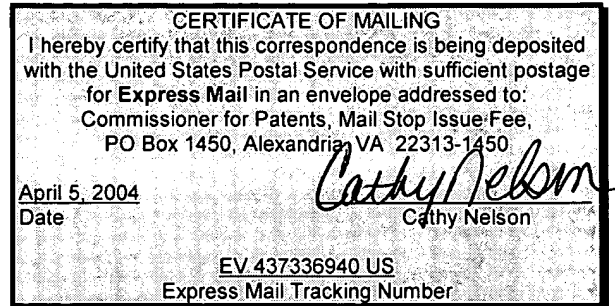 CERTIFICATE OF MAILING
I hereby certify that this correspondence is being deposited
with the United States Postal Service with sufficient postage
for Express Mail in an envelope addressed to:
Commissioner for Patents, Mail Stop Issue Fee,
PO Box 1450, Alexandria, VA 22313-1450
Cathy Nelson
April 5, 2004
Date Cathy Nelson
EV 437336940 US
Express Mail Tracking Number